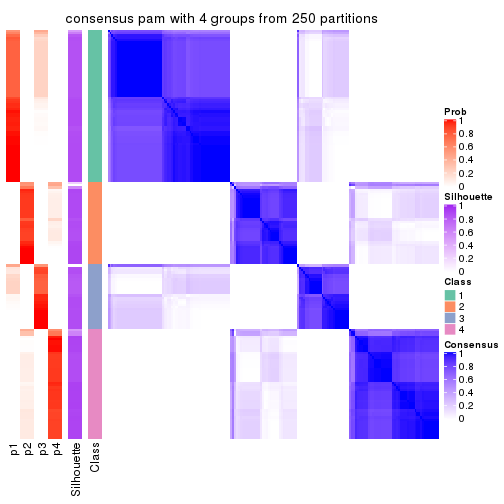 consensus pam with 4 groups from 250 partitions
Prob
1
0.8
0.6
0.4
0.2
0
Silhouette
1
0.8
0.6
0.4
0.2
0
Class
1
2
3
4
Consensus
1
0.8
0.6
0.4
0.2
0
p1
p2
p3
p4
Silhouette
Class